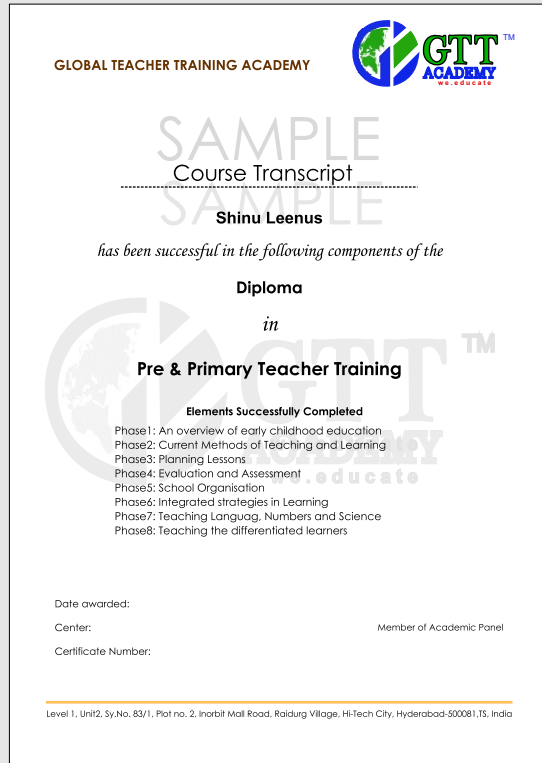 GLOBAL TEACHER TRAINING ACADEMY
GTT TM
ACADEMY
we.educate
SAMPLE
Course Transcript
SAMPLE
Shinu Leenus
has been successful in the following components of the
Diploma
in
GTT TM
Pre & Primary Teacher Training
Elements Successfully Completed
Phase1: An overview of early childhood education
Phase2: Current Methods of Teaching and Learning
ACADEMY
Phase3: Planning Lessons
Phase4: Evaluation and Assessment
we.educate
Phase5: School Organisation
Phase6: Integrated strategies in Learning
Phase7: Teaching Languag, Numbers and Science
Phase8: Teaching the differentiated learners
Date awarded:
Center:
Member of Academic Panel
Certificate Number:
Level 1, Unit2, Sy.No. 83/1, Plot no. 2, Inorbit Mall Road, Raidurg Village, Hi-Tech City, Hyderabad-500081,TS, India